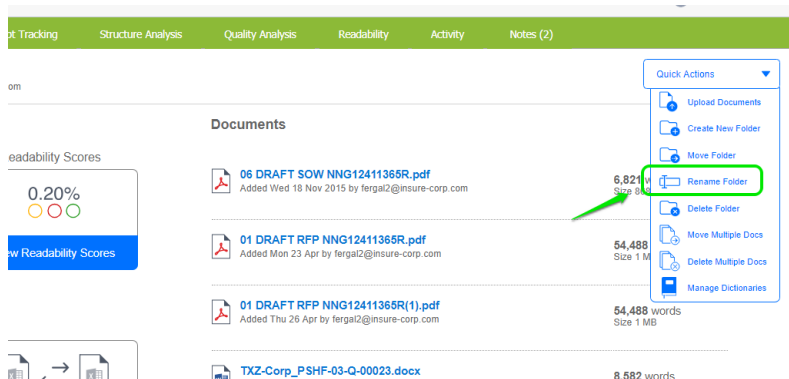 pt Tracking Structure Analysis Quality Analysis Readability Activity Notes (2)
om
Quick Actions
Upload Documents
Create New Folder
Move Folder
Rename Folder
Delete Folder
Move Multiple Docs
Delete Multiple Docs
Manage Dictionaries
eadability Scores
0.20%
ew Readability Scores
Documents
06 DRAFT SOW NNG12411365R.pdf
Added Wed 18 Nov 2015 by fergal2@insure-corp.com
6,821 w
Size 868
01 DRAFT RFP NNG12411365R.pdf
Added Mon 23 Apr by fergal2@insure-corp.com
54,488
Size 1 M
01 DRAFT RFP NNG12411365R(1).pdf
Added Thu 26 Apr by fergal2@insure-corp.com
54,488 words
Size 1 MB
TXZ-Corp_PSHF-03-Q-00023.docx
8,582 words